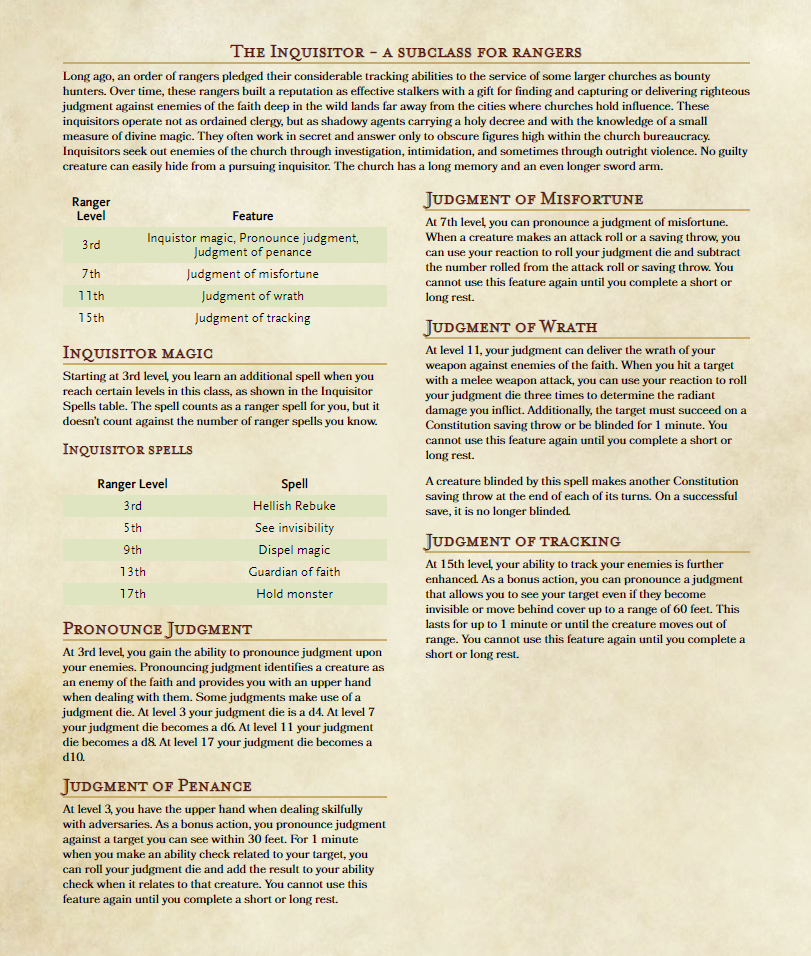 The Inquisitor – a subclass for rangers
Long ago, an order of rangers pledged their considerable tracking abilities to the service of some larger churches as bounty
hunters. Over time, these rangers built a reputation as effective stalkers with a gift for finding and capturing or delivering righteous
judgment against enemies of the faith deep in the wild lands far away from the cities where churches hold influence. These
inquisitors operate not as ordained clergy, but as shadowy agents carrying a holy decree and with the knowledge of a small
measure of divine magic. They often work in secret and answer only to obscure figures high within the church bureaucracy.
Inquisitors seek out enemies of the church through investigation, intimidation, and sometimes through outright violence. No guilty
creature can easily hide from a pursuing inquisitor. The church has a long memory and an even longer sword arm.
Ranger
Level Feature
3rd Inquistor magic, Pronounce judgment,
Judgment of penance
7th Judgment of misfortune
11th Judgment of wrath
15th Judgment of tracking
Inquisitor magic
Starting at 3rd level, you learn an additional spell when you
reach certain levels in this class, as shown in the Inquisitor
Spells table. The spell counts as a ranger spell for you, but it
doesn't count against the number of ranger spells you know.
Inquisitor spells
Ranger Level Spell
3rd Hellish Rebuke
5th See invisibility
9th Dispel magic
13th Guardian of faith
17th Hold monster
Pronounce Judgment
At 3rd level, you gain the ability to pronounce judgment upon
your enemies. Pronouncing judgment identifies a creature as
an enemy of the faith and provides you with an upper hand
when dealing with them. Some judgments make use of a
judgment die. At level 3 your judgment die is a d4. At level 7
your judgment die becomes a d6. At level 11 your judgment
die becomes a d8. At level 17 your judgment die becomes a
d10.
Judgment of Penance
At level 3, you have the upper hand when dealing skilfully
with adversaries. As a bonus action, you pronounce judgment
against a target you can see within 30 feet. For 1 minute
when you make an ability check related to your target, you
can roll your judgment die and add the result to your ability
check when it relates to that creature. You cannot use this
feature again until you complete a short or long rest.
Judgment of Misfortune
At 7th level, you can pronounce a judgment of misfortune.
When a creature makes an attack roll or a saving throw, you
can use your reaction to roll your judgment die and subtract
the number rolled from the attack roll or saving throw. You
cannot use this feature again until you complete a short or
long rest.
Judgment of Wrath
At level 11, your judgment can deliver the wrath of your
weapon against enemies of the faith. When you hit a target
with a melee weapon attack, you can use your reaction to roll
your judgment die three times to determine the radiant
damage you inflict. Additionally, the target must succeed on a
Constitution saving throw or be blinded for 1 minute. You
cannot use this feature again until you complete a short or
long rest.
A creature blinded by this spell makes another Constitution
saving throw at the end of each of its turns. On a successful
save, it is no longer blinded.
Judgment of tracking
At 15th level, your ability to track your enemies is further
enhanced. As a bonus action, you can pronounce a judgment
that allows you to see your target even if they become
invisible or move behind cover up to a range of 60 feet. This
lasts for up to 1 minute or until the creature moves out of
range. You cannot use this feature again until you complete a
short or long rest.